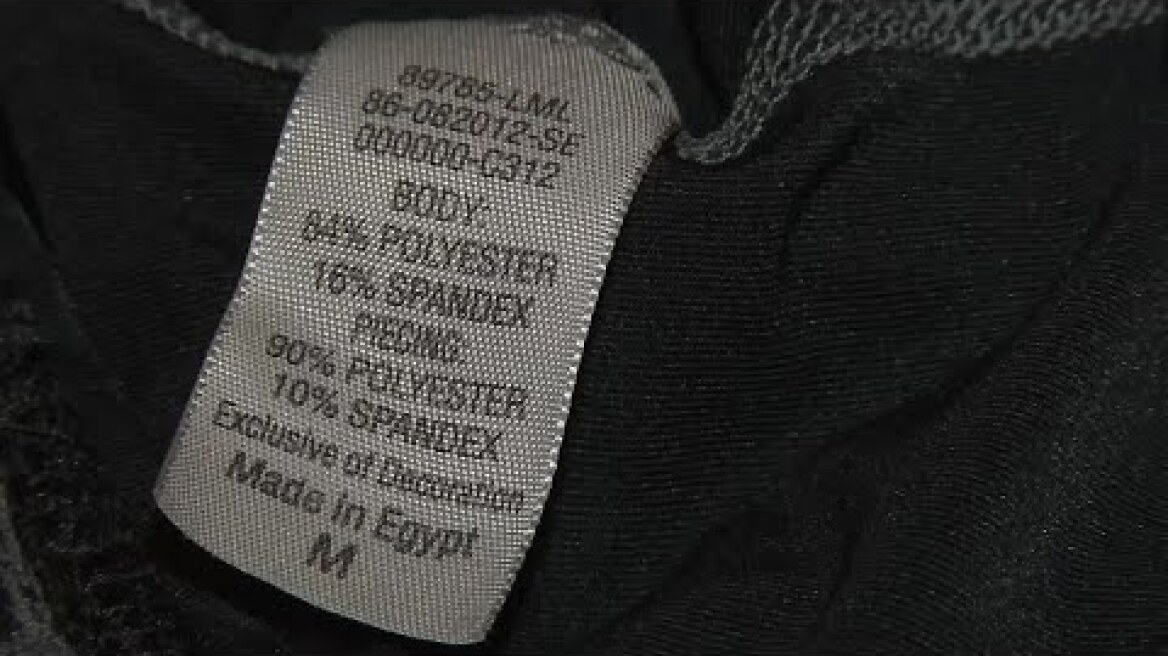 89765-LML
86-082012-SE
000000-C312
BODY:
84% POLYESTER
16% SPANDEX
PIECING:
90% POLYESTER
10% SPANDEX
Exclusive of Decoration
Made in Egypt
M